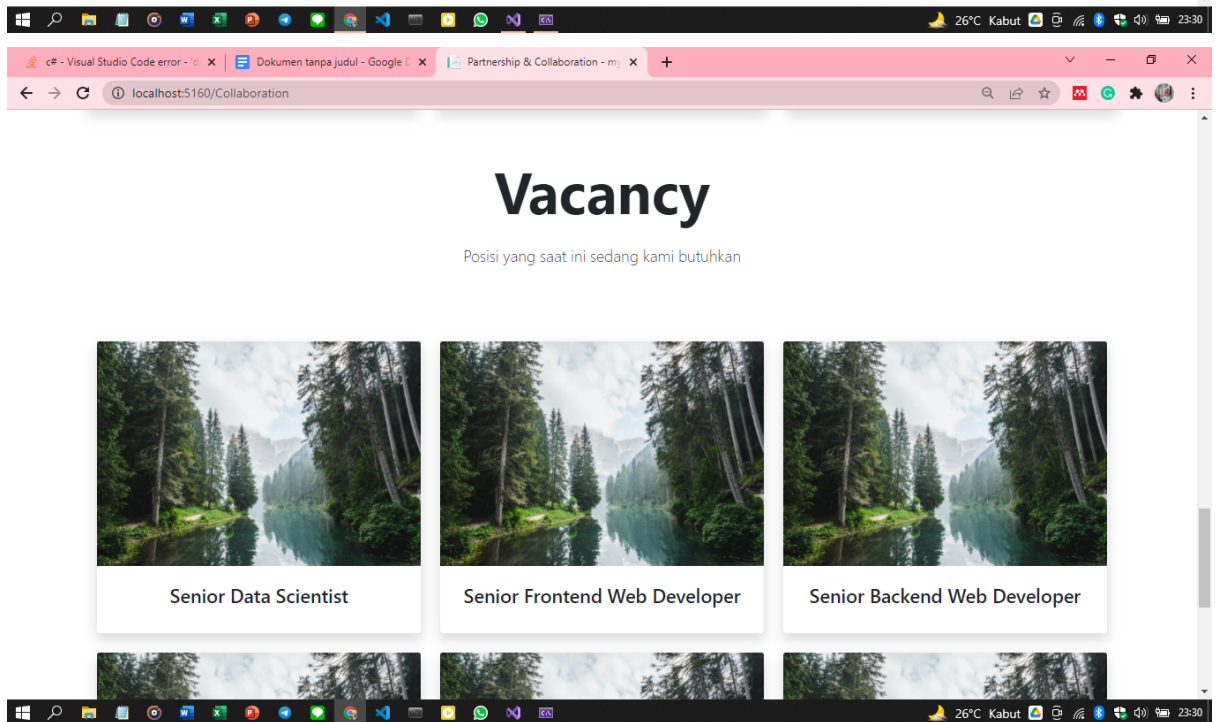 26°C Kabut 23:30
c# - Visual Studio Code error - 'd
Dokumen tanpa judul - Google D
Partnership & Collaboration - my
localhost:5160/Collaboration
Vacancy
Posisi yang saat ini sedang kami butuhkan
Senior Data Scientist
Senior Frontend Web Developer
Senior Backend Web Developer
26°C Kabut 23:30